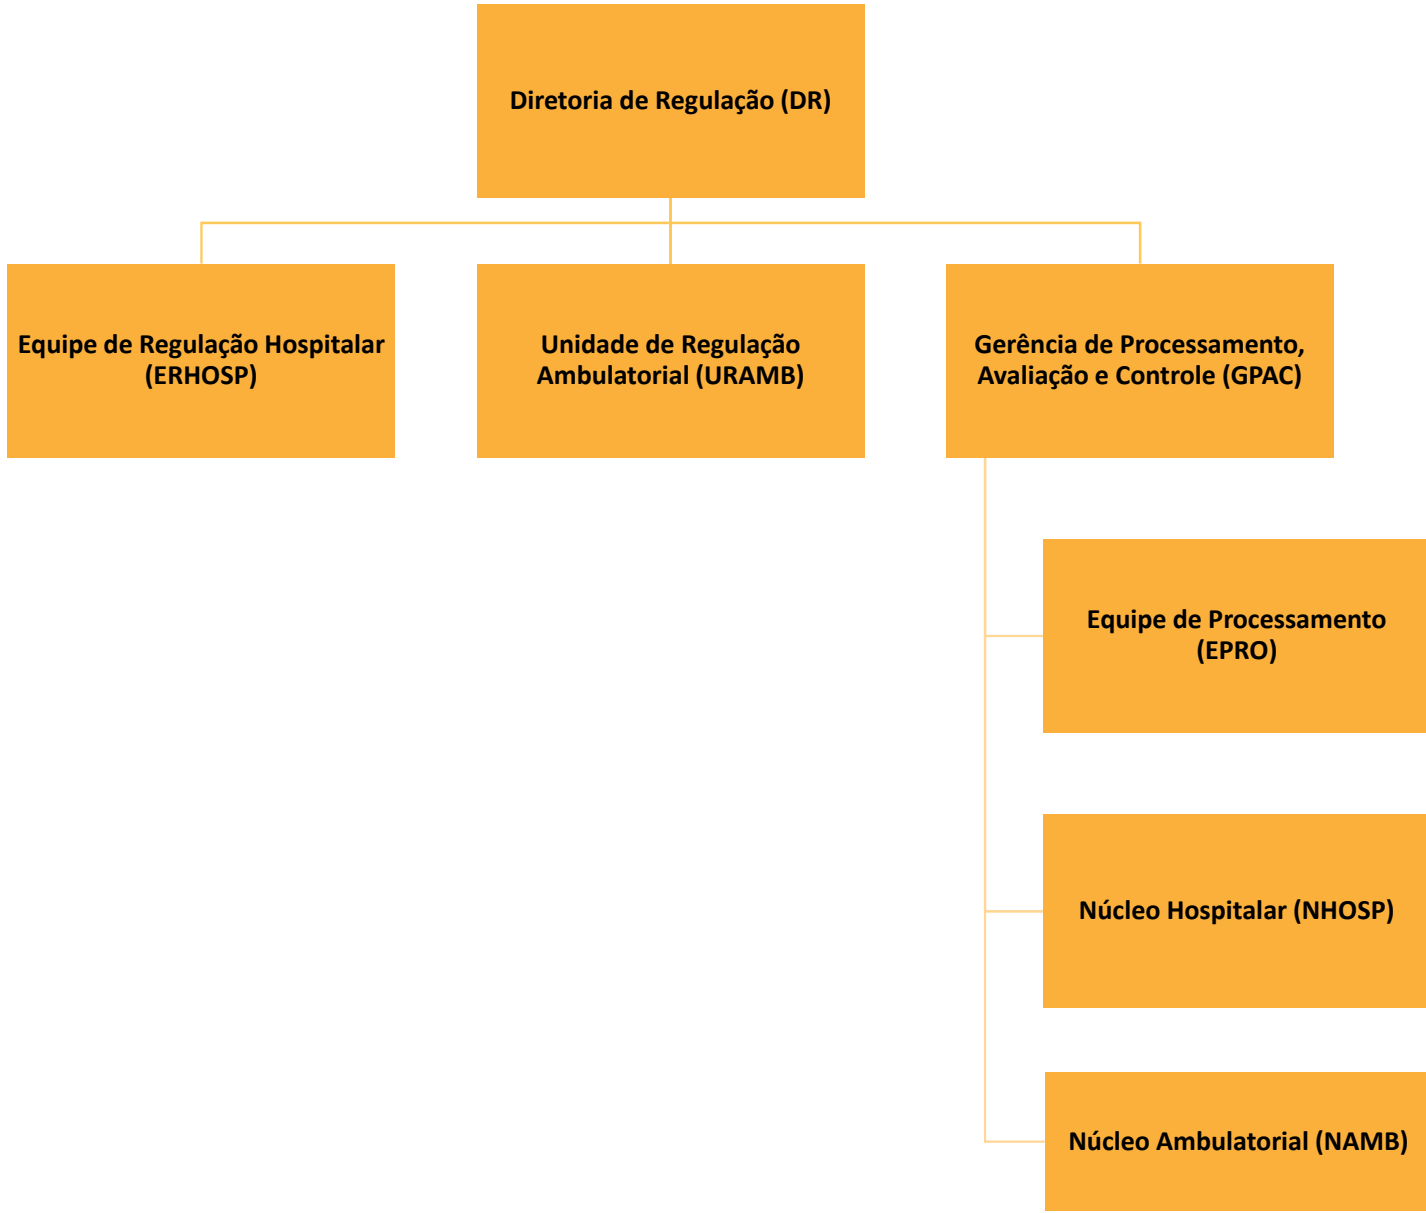 Diretoria de Regulação (DR)
Equipe de Regulação Hospitalar
(ERHOSP)
Unidade de Regulação
Ambulatorial (URAMB)
Gerência de Processamento,
Avaliação e Controle (GPAC)
Equipe de Processamento
(EPRO)
Núcleo Hospitalar (NHOSP)
Núcleo Ambulatorial (NAMB)